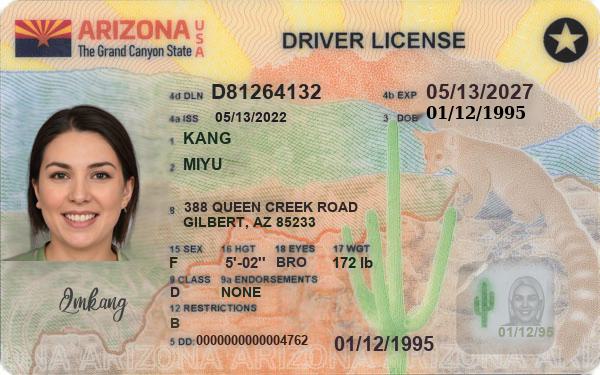 ARIZONA USA
The Grand Canyon State
DRIVER LICENSE
4d DLN D81264132
4b EXP 05/13/2027
4a ISS 05/13/2022
3 DOB 01/12/1995
1 KANG
2 MIYU
8 388 QUEEN CREEK ROAD
GILBERT, AZ 85233
15 SEX 16 HGT 18 EYES 17 WGT
F 5'-02" BRO 172 lb
9 CLASS 9a ENDORSEMENTS
D NONE
12 RESTRICTIONS
B
Qmkang
5 DD: 0000000000004762
01/12/1995
01/12/95
ARIZONA ARIZONA ARIZONA ARIZONA